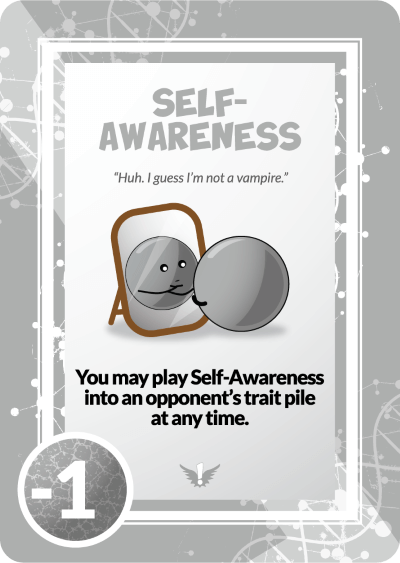 SELF-
AWARENESS
"Huh. I guess I'm not a vampire."
You may play Self-Awareness
into an opponent's trait pile
at any time.
!
-1